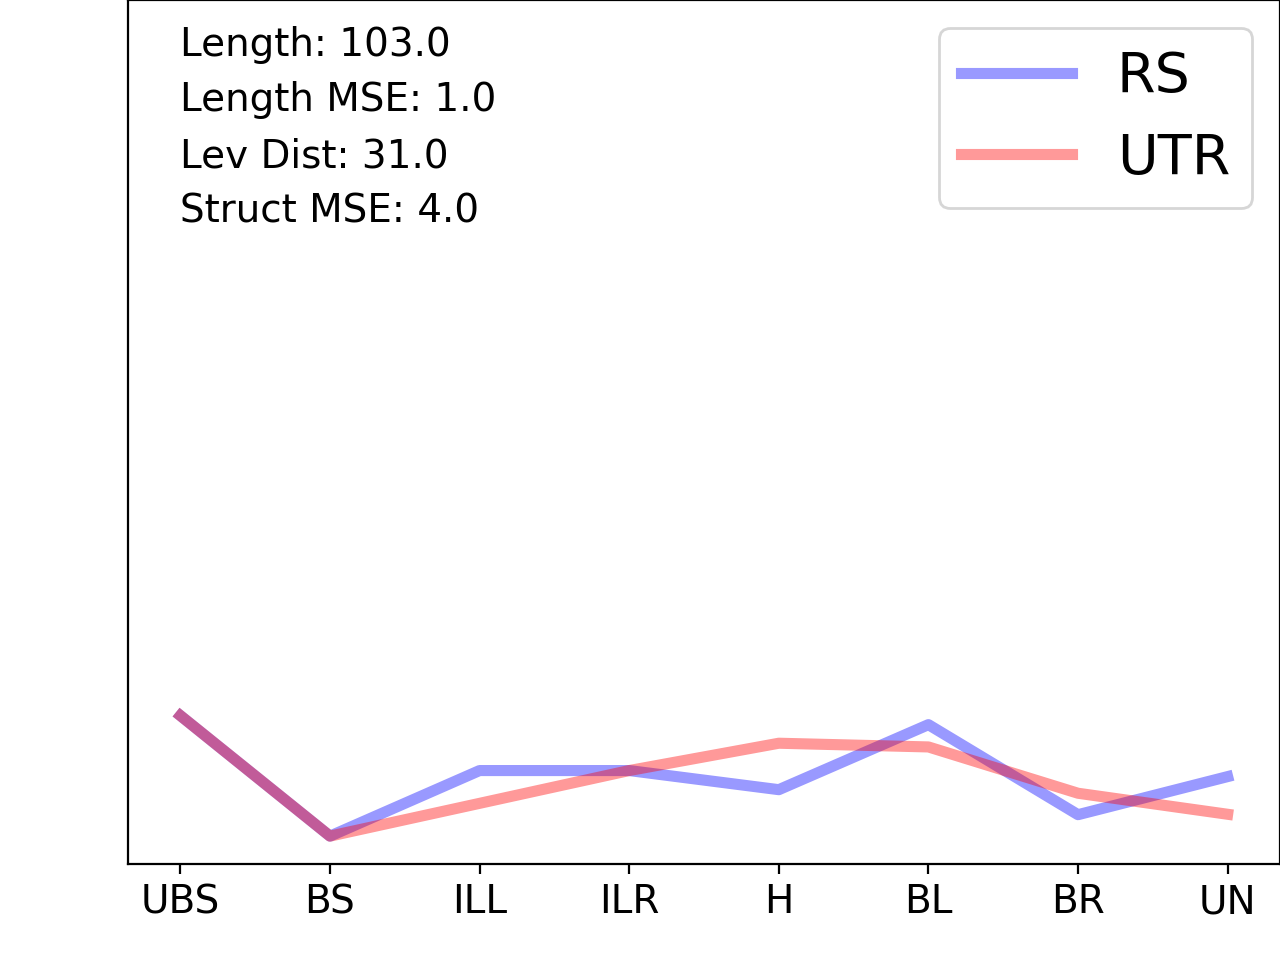 Length: 103.0
Length MSE: 1.0
Lev Dist: 31.0
Struct MSE: 4.0
RS
UTR
UBS BS ILL ILR H BL BR UN